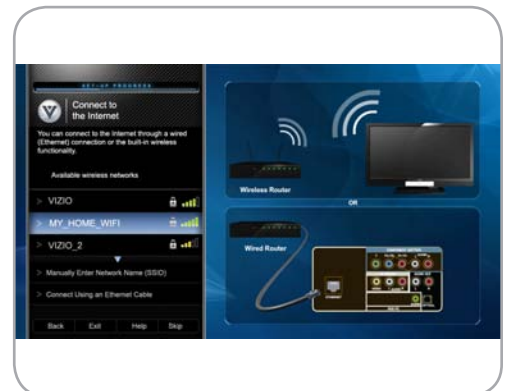 SET-UP PROGRESS
V
Connect to
the Internet
You can connect to the Internet through a wired
(Ethernet) connection or the built-in wireless
functionality.
Available wireless networks
> VIZIO
> MY_HOME_WIFI
> VIZIO_2
> Manually Enter Network Name (SSID)
> Connect Using an Ethernet Cable
Back Exit Help Skip
Wireless Router
OR
Wired Router
ETHERNET